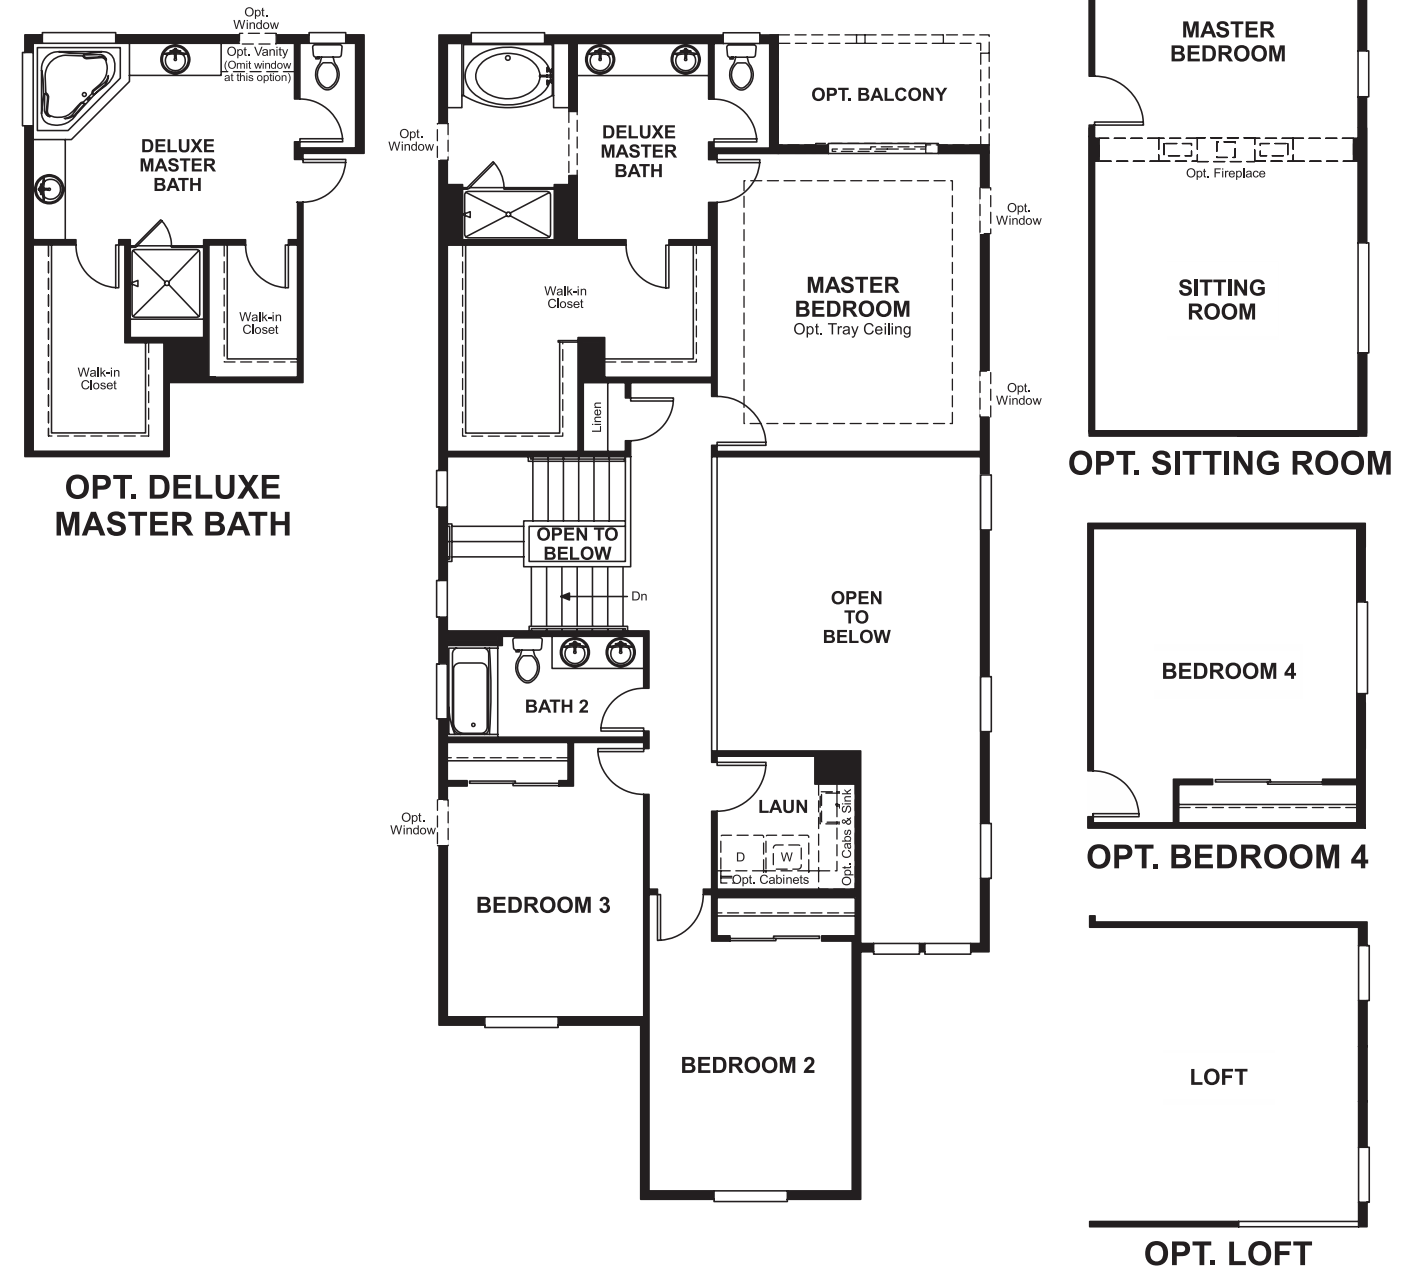 Opt.
Window
Opt. Vanity
(Omit window
at this option)
DELUXE
MASTER
BATH
Walk-in
Closet
Walk-in
Closet
OPT. DELUXE
MASTER BATH
Opt.
Window
DELUXE
MASTER
BATH
OPT. BALCONY
Walk-in
Closet
MASTER
BEDROOM
Opt. Tray Ceiling
Opt.
Window
Opt.
Window
Linen
OPEN TO
BELOW
Dn
OPEN
TO
BELOW
BATH 2
LAUN
D
W
Opt. Cabinets
Opt. Cabs & Sink
Opt.
Window
BEDROOM 3
BEDROOM 2
MASTER
BEDROOM
Opt. Fireplace
SITTING
ROOM
OPT. SITTING ROOM
BEDROOM 4
OPT. BEDROOM 4
LOFT
OPT. LOFT